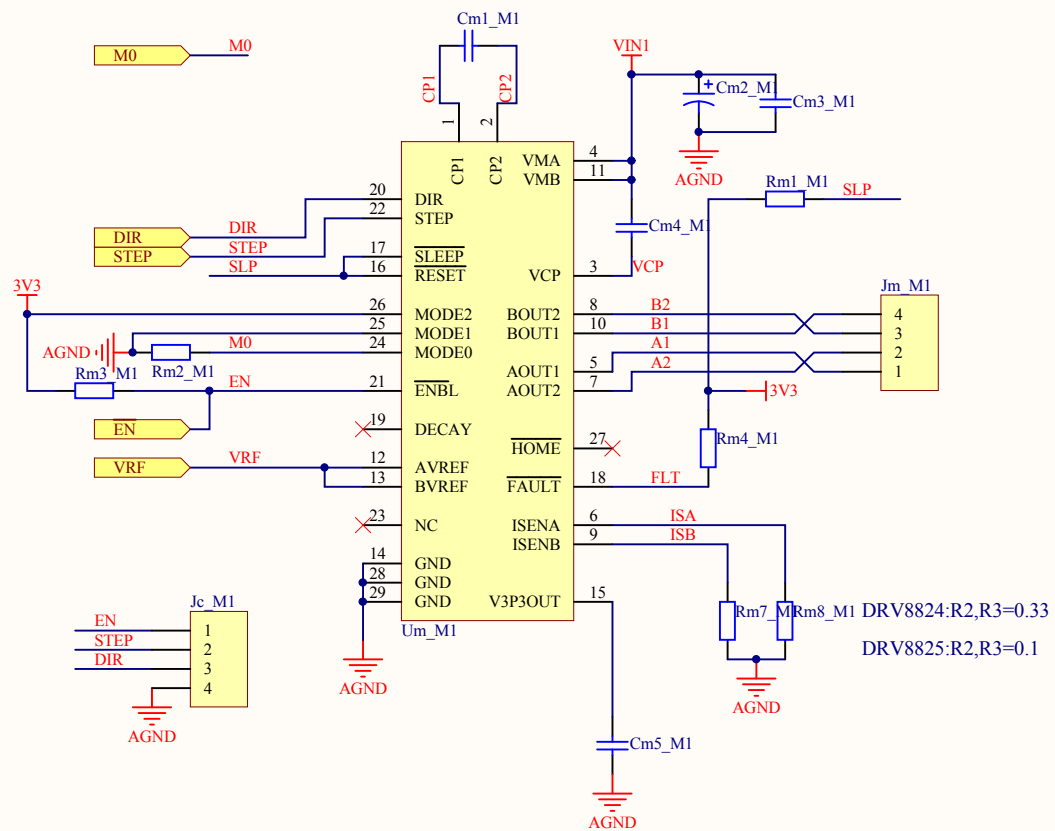 Cm1_M1
M0
M0
CP1
CP2
1
2
CP1
CP2
VIN1
Cm2_M1
Cm3_M1
AGND
VMA
4
VMB
11
Rm1_M1
SLP
20
DIR
22
STEP
DIR
DIR
STEP
STEP
17
SLEEP
SLP
16
RESET
Cm4_M1
VCP
3
VCP
3V3
26
MODE2
25
MODE1
24
MODE0
AGND
M0
Rm2_M1
Rm3_M1
EN
21
ENBL
EN
BOUT2
8
B2
BOUT1
10
B1
AOUT1
5
A1
AOUT2
7
A2
Jm_M1
4
3
2
1
3V3
19
DECAY
HOME
27
Rm4_M1
VRF
VRF
12
AVREF
13
BVREF
FAULT
18
FLT
23
NC
ISENA
6
ISA
ISENB
9
ISB
14
GND
28
GND
29
GND
V3P3OUT
15
Um_M1
AGND
Rm8_M1
DRV8824:R2,R3=0.33
DRV8825:R2,R3=0.1
AGND
Jc_M1
EN
1
STEP
2
DIR
3
4
AGND
Cm5_M1
AGND